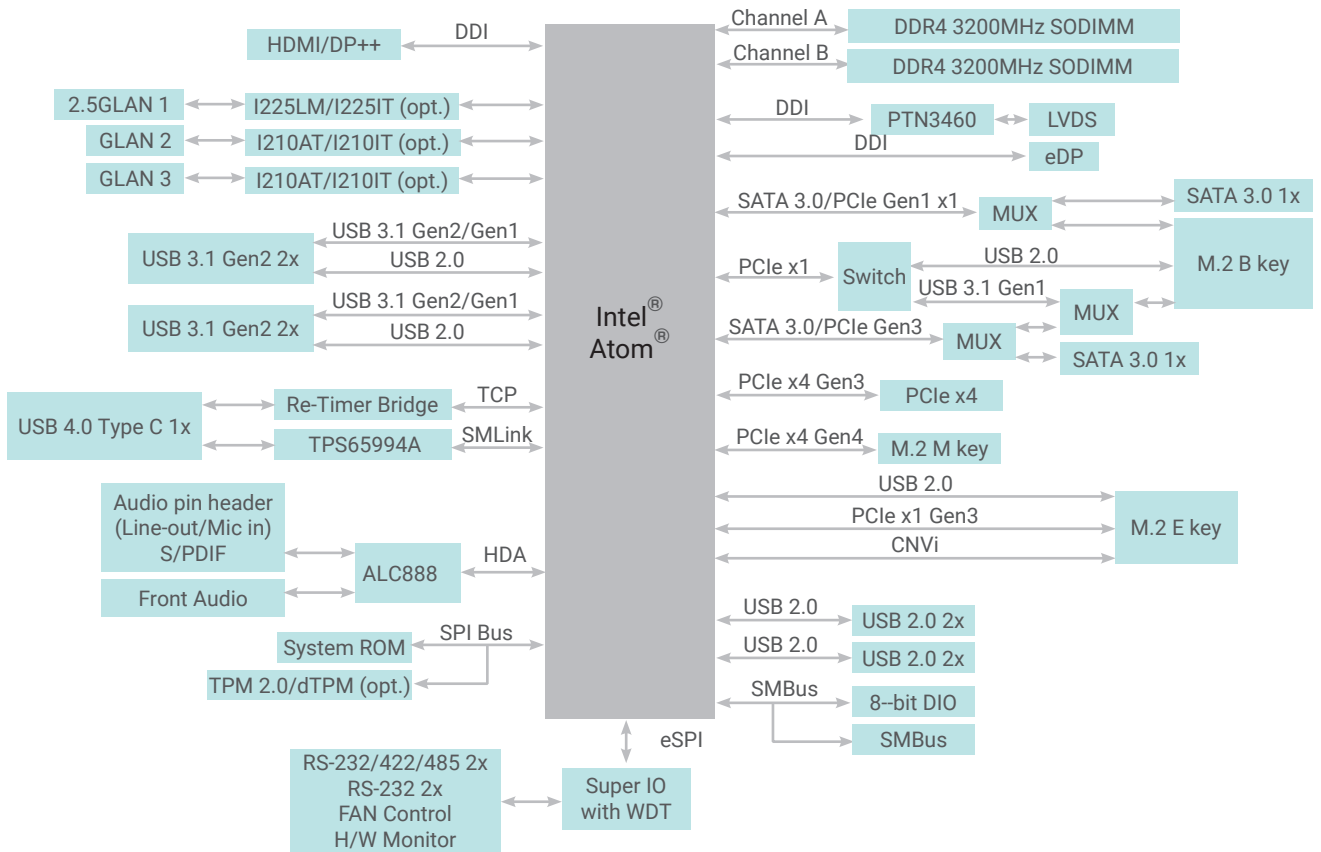 HDMI/DP++
DDI
2.5GLAN 1
I225LM/I225IT (opt.)
GLAN 2
I210AT/I210IT (opt.)
GLAN 3
I210AT/I210IT (opt.)
USB 3.1 Gen2 2x
USB 3.1 Gen2/Gen1
USB 2.0
USB 3.1 Gen2 2x
USB 3.1 Gen2/Gen1
USB 2.0
USB 4.0 Type C 1x
Re-Timer Bridge
TCP
TPS65994A
SMLink
Audio pin header
(Line-out/Mic in)
S/PDIF
Front Audio
ALC888
HDA
System ROM
SPI Bus
TPM 2.0/dTPM (opt.)
Intel®
Atom®
eSPI
Super IO
with WDT
RS-232/422/485 2x
RS-232 2x
FAN Control
H/W Monitor
Channel A
DDR4 3200MHz SODIMM
Channel B
DDR4 3200MHz SODIMM
DDI
PTN3460
LVDS
DDI
eDP
SATA 3.0/PCIe Gen1 x1
MUX
SATA 3.0 1x
M.2 B key
PCIe x1
Switch
USB 2.0
USB 3.1 Gen1
MUX
SATA 3.0/PCIe Gen3
MUX
SATA 3.0 1x
PCIe x4 Gen3
PCIe x4
PCIe x4 Gen4
M.2 M key
USB 2.0
PCIe x1 Gen3
CNVi
M.2 E key
USB 2.0
USB 2.0 2x
USB 2.0
USB 2.0 2x
SMBus
8--bit DIO
SMBus